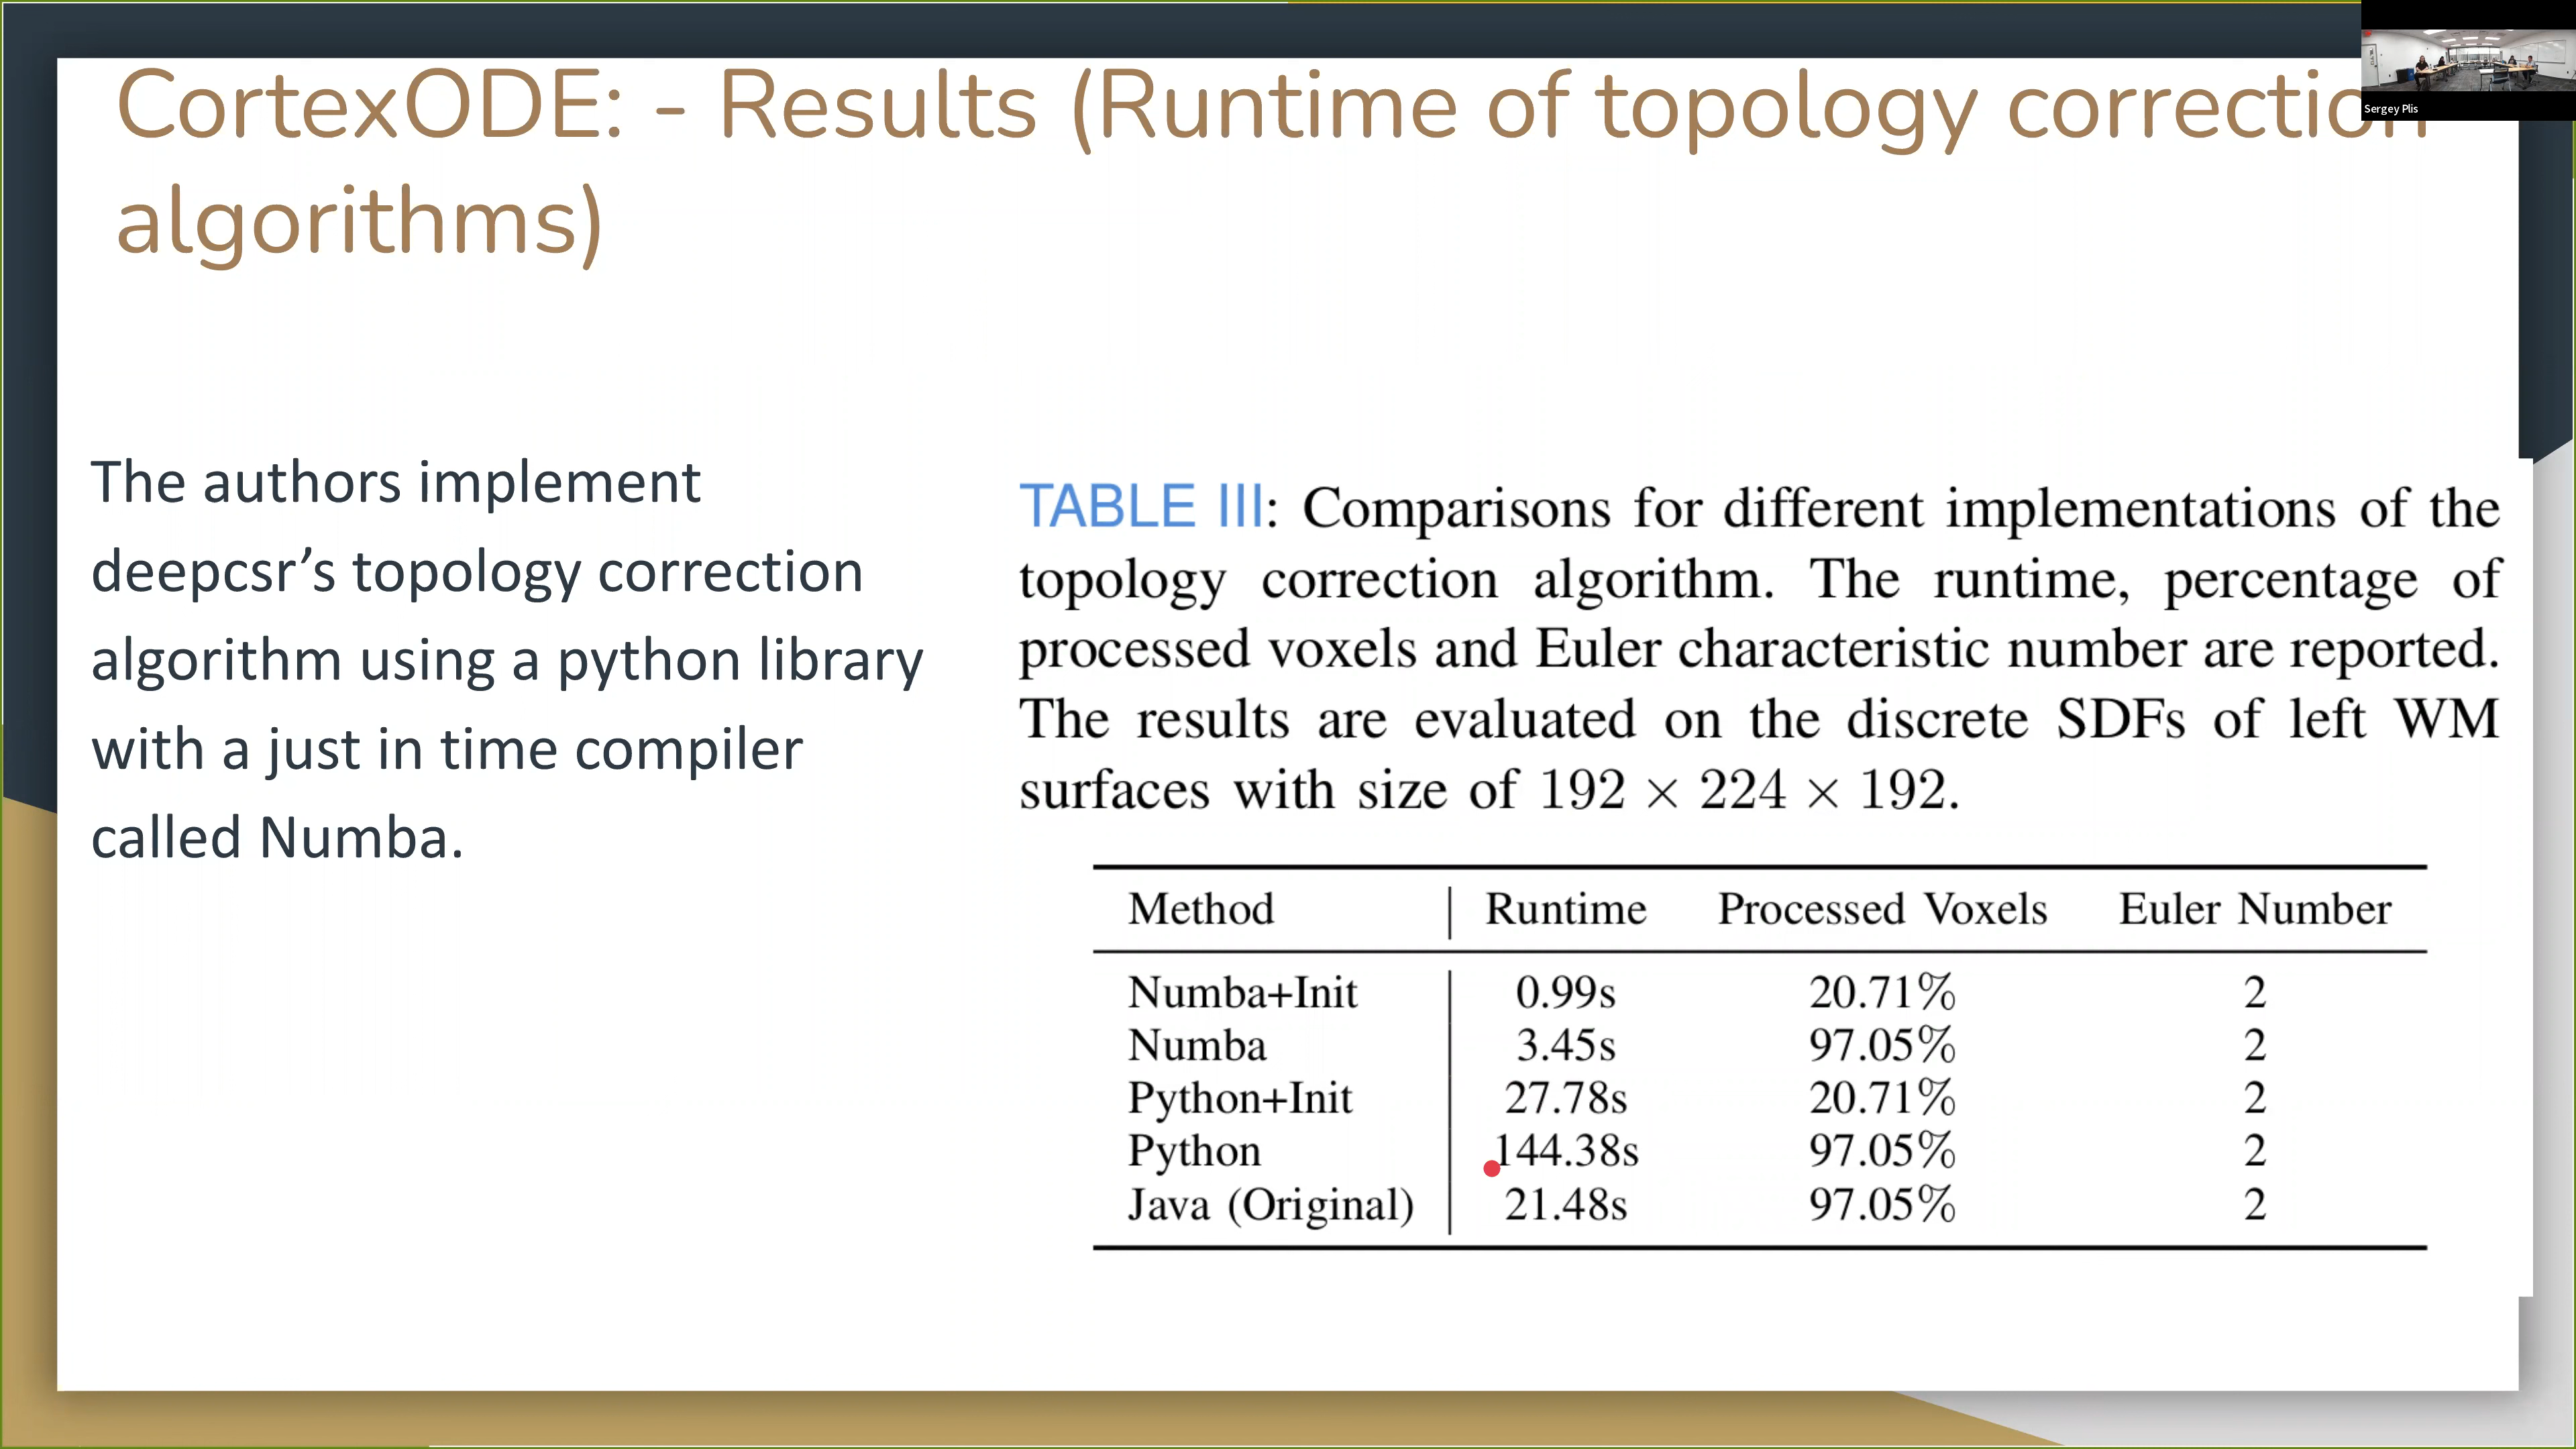 CortexODE: - Results (Runtime of topology correction
algorithms)
Sergey Plis
The authors implement
deepcsr’s topology correction
algorithm using a python library
with a just in time compiler
called Numba.
TABLE III: Comparisons for different implementations of the
topology correction algorithm. The runtime, percentage of
processed voxels and Euler characteristic number are reported.
The results are evaluated on the discrete SDFs of left WM
surfaces with size of 192 × 224 × 192.
Method Runtime Processed Voxels Euler Number
Numba+Init 0.99s 20.71% 2
Numba 3.45s 97.05% 2
Python+Init 27.78s 20.71% 2
Python 144.38s 97.05% 2
Java (Original) 21.48s 97.05% 2